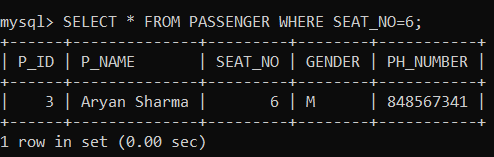 mysql> SELECT * FROM PASSENGER WHERE SEAT_NO=6;
+------+--------------+---------+--------+-----------+
| P_ID | P_NAME       | SEAT_NO | GENDER | PH_NUMBER |
+------+--------------+---------+--------+-----------+
|    3 | Aryan Sharma |       6 | M      | 848567341 |
+------+--------------+---------+--------+-----------+
1 row in set (0.00 sec)